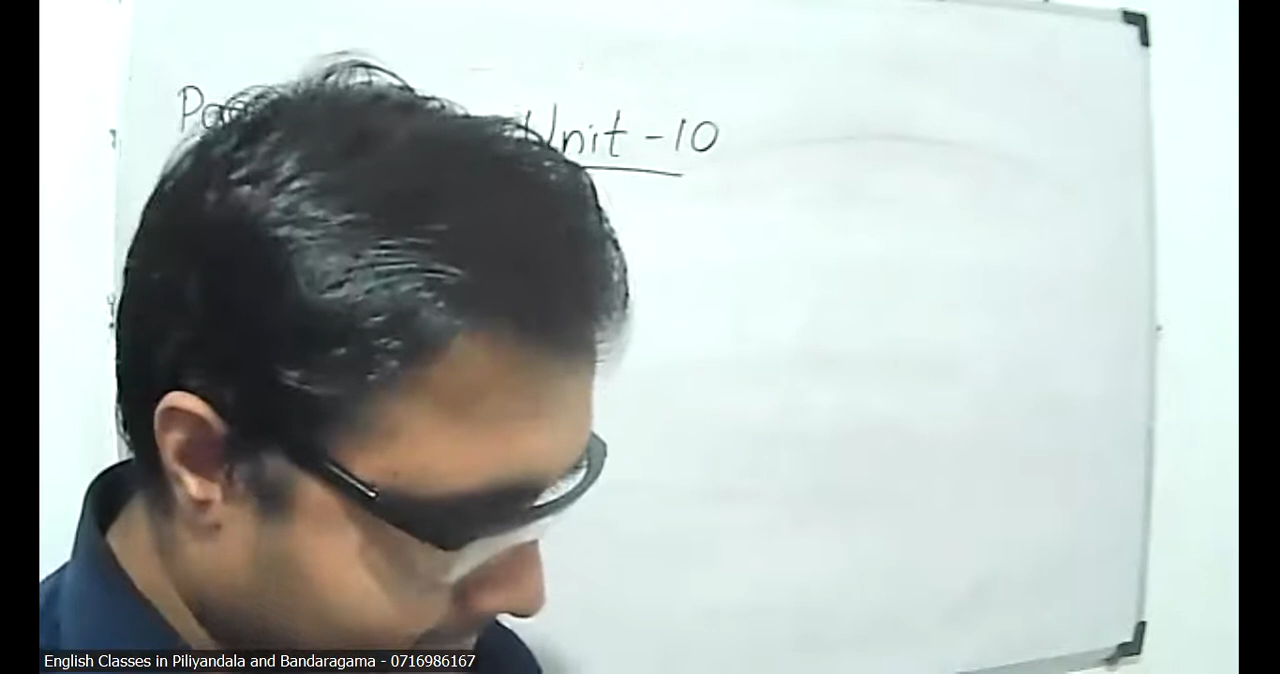 Unit - 10
English Classes in Piliyandala and Bandaragama - 0716986167